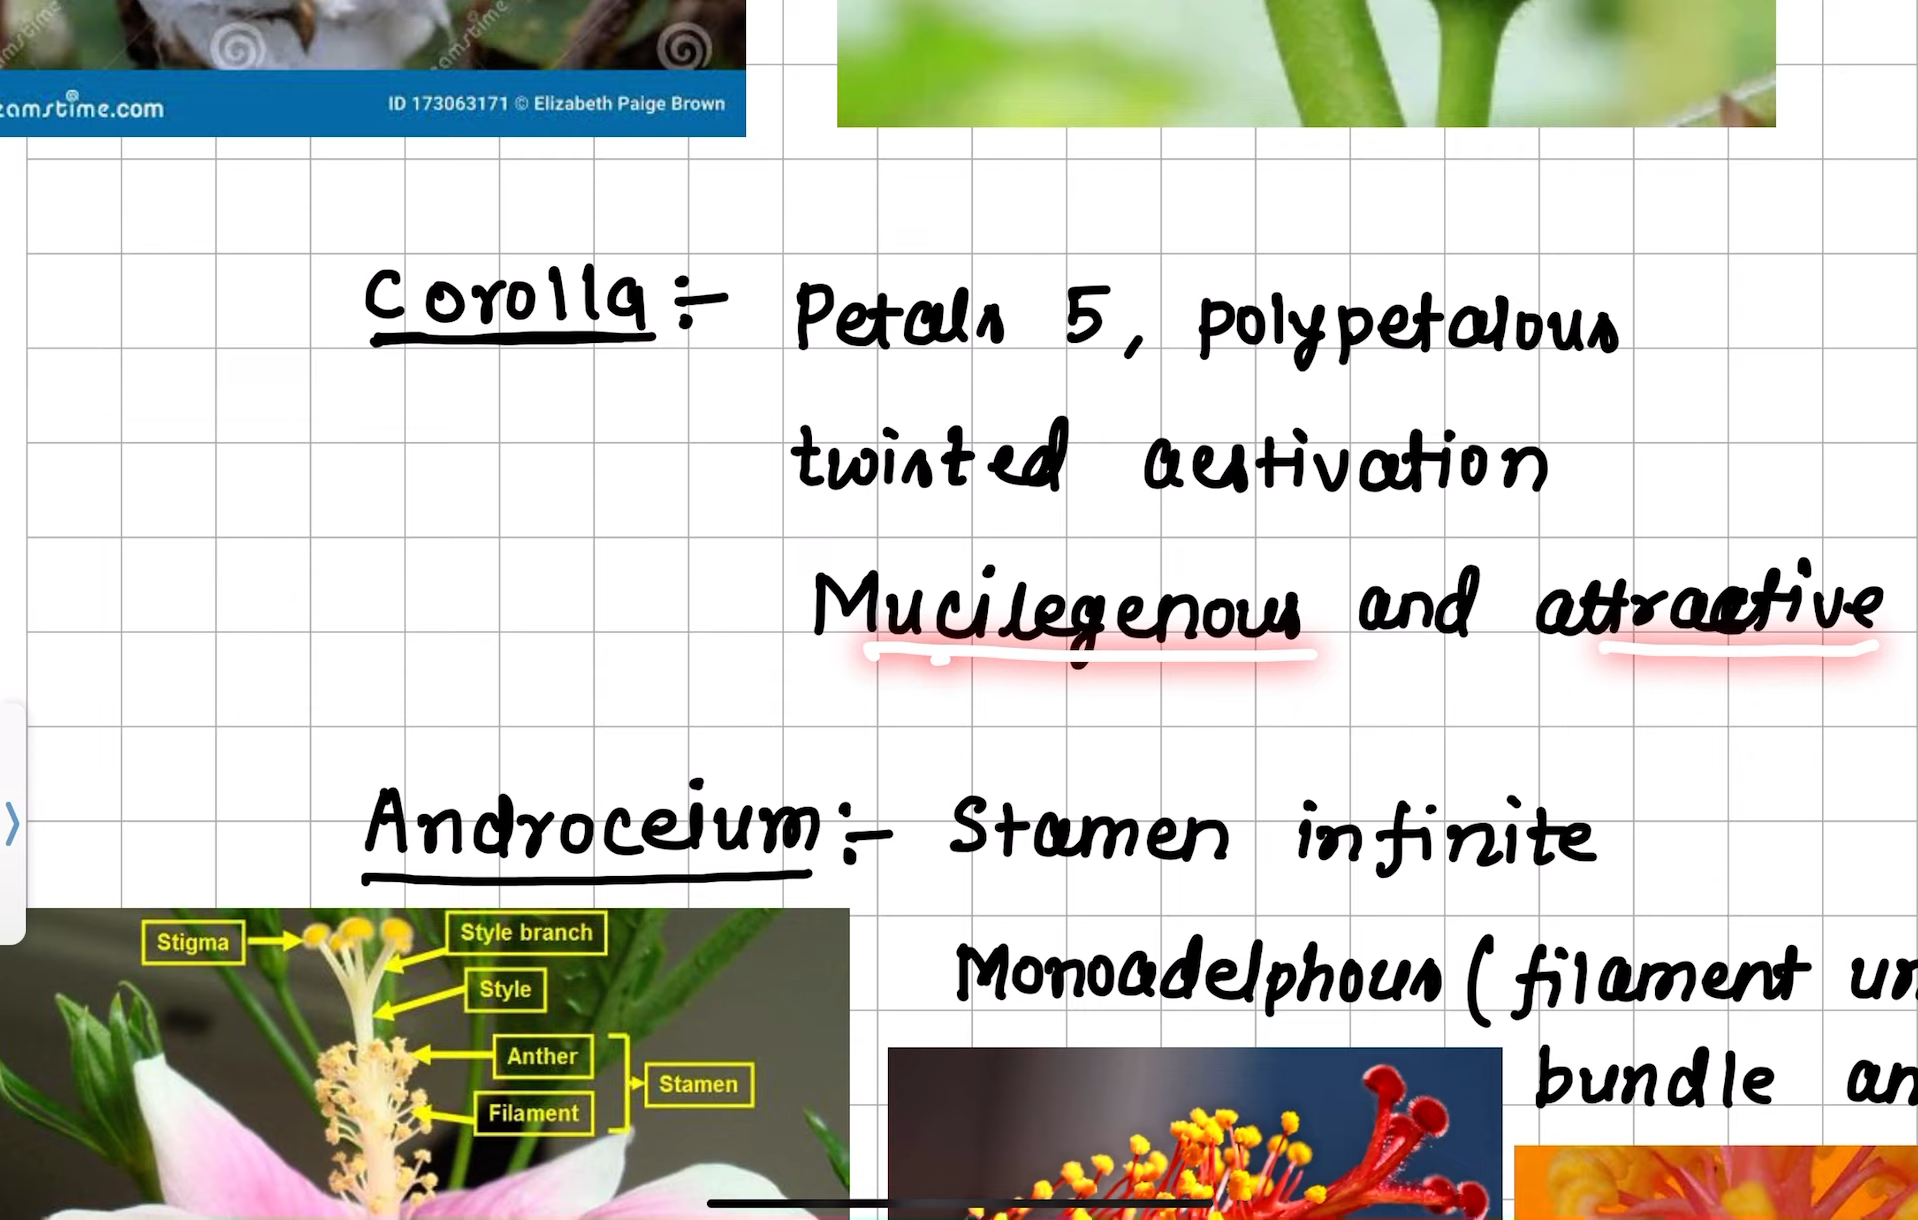 eamstime.com
ID 173063171 © Elizabeth Paige Brown
Corolla :- Petals 5, polypetalous
twisted aestivation
Mucilegenous and attractive
Androceium :- Stamen infinite
Stigma
Style branch
Style
Anther
Stamen
Filament
Monoadelphous ( filament
bundle